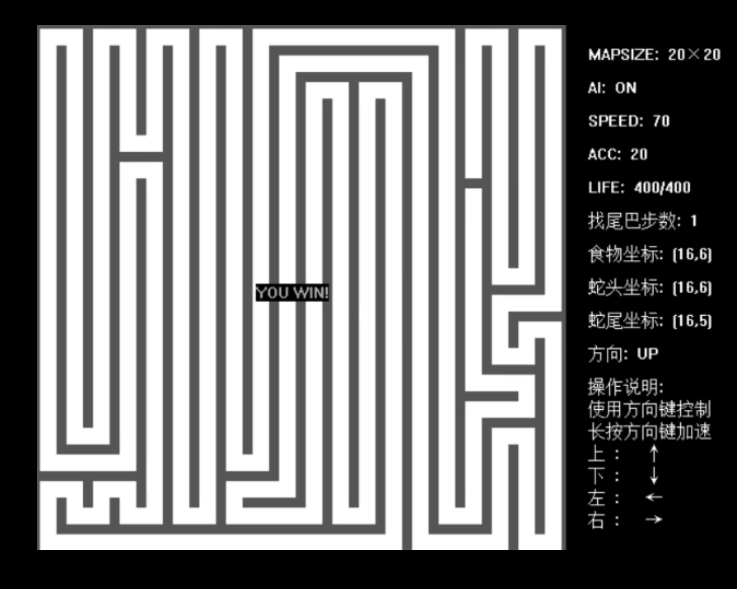 MAPSIZE: 20×20
AI: ON
SPEED: 70
ACC: 20
LIFE: 400/400
找尾巴步数: 1
食物坐标: (16,6)
蛇头坐标: (16,6)
YOU WIN!
蛇尾坐标: (16,5)
方向: UP
操作说明:
使用方向键控制
长按方向键加速
上： ↑
下： ↓
左： ←
右： →